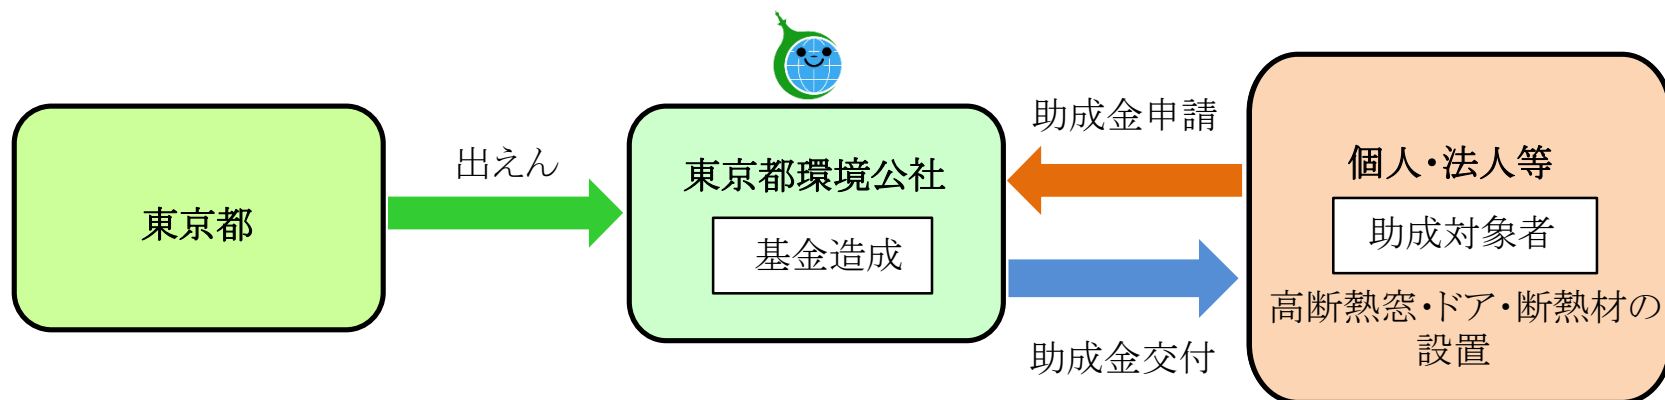 東京都
出えん
東京都環境公社
基金造成
助成金申請
助成金交付
個人・法人等
助成対象者
高断熱窓・ドア・断熱材の
設置